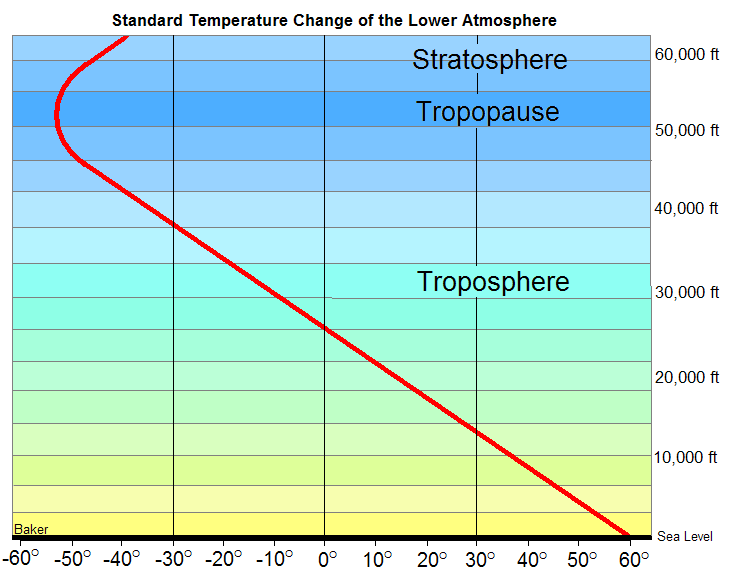 Standard Temperature Change of the Lower Atmosphere
60,000 ft
Stratosphere
Tropopause
50,000 ft
40,000 ft
Troposphere
30,000 ft
20,000 ft
10,000 ft
Baker
Sea Level
-60° -50° -40° -30° -20° -10° 0° 10° 20° 30° 40° 50° 60°